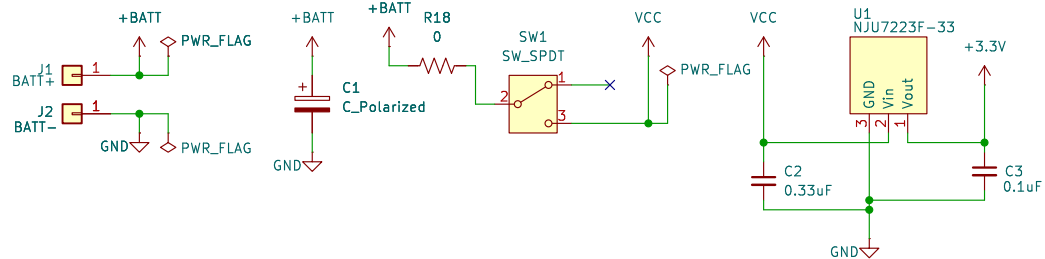 +BATT
PWR_FLAG
J1
BATT+
1
J2
BATT-
1
GND
PWR_FLAG
+BATT
C1
C_Polarized
+
GND
+BATT
R18
0
SW1
SW_SPDT
2
1
3
VCC
PWR_FLAG
VCC
U1
NJU7223F-33
GND
Vin
Vout
3
2
1
+3.3V
C2
0.33uF
C3
0.1uF
GND